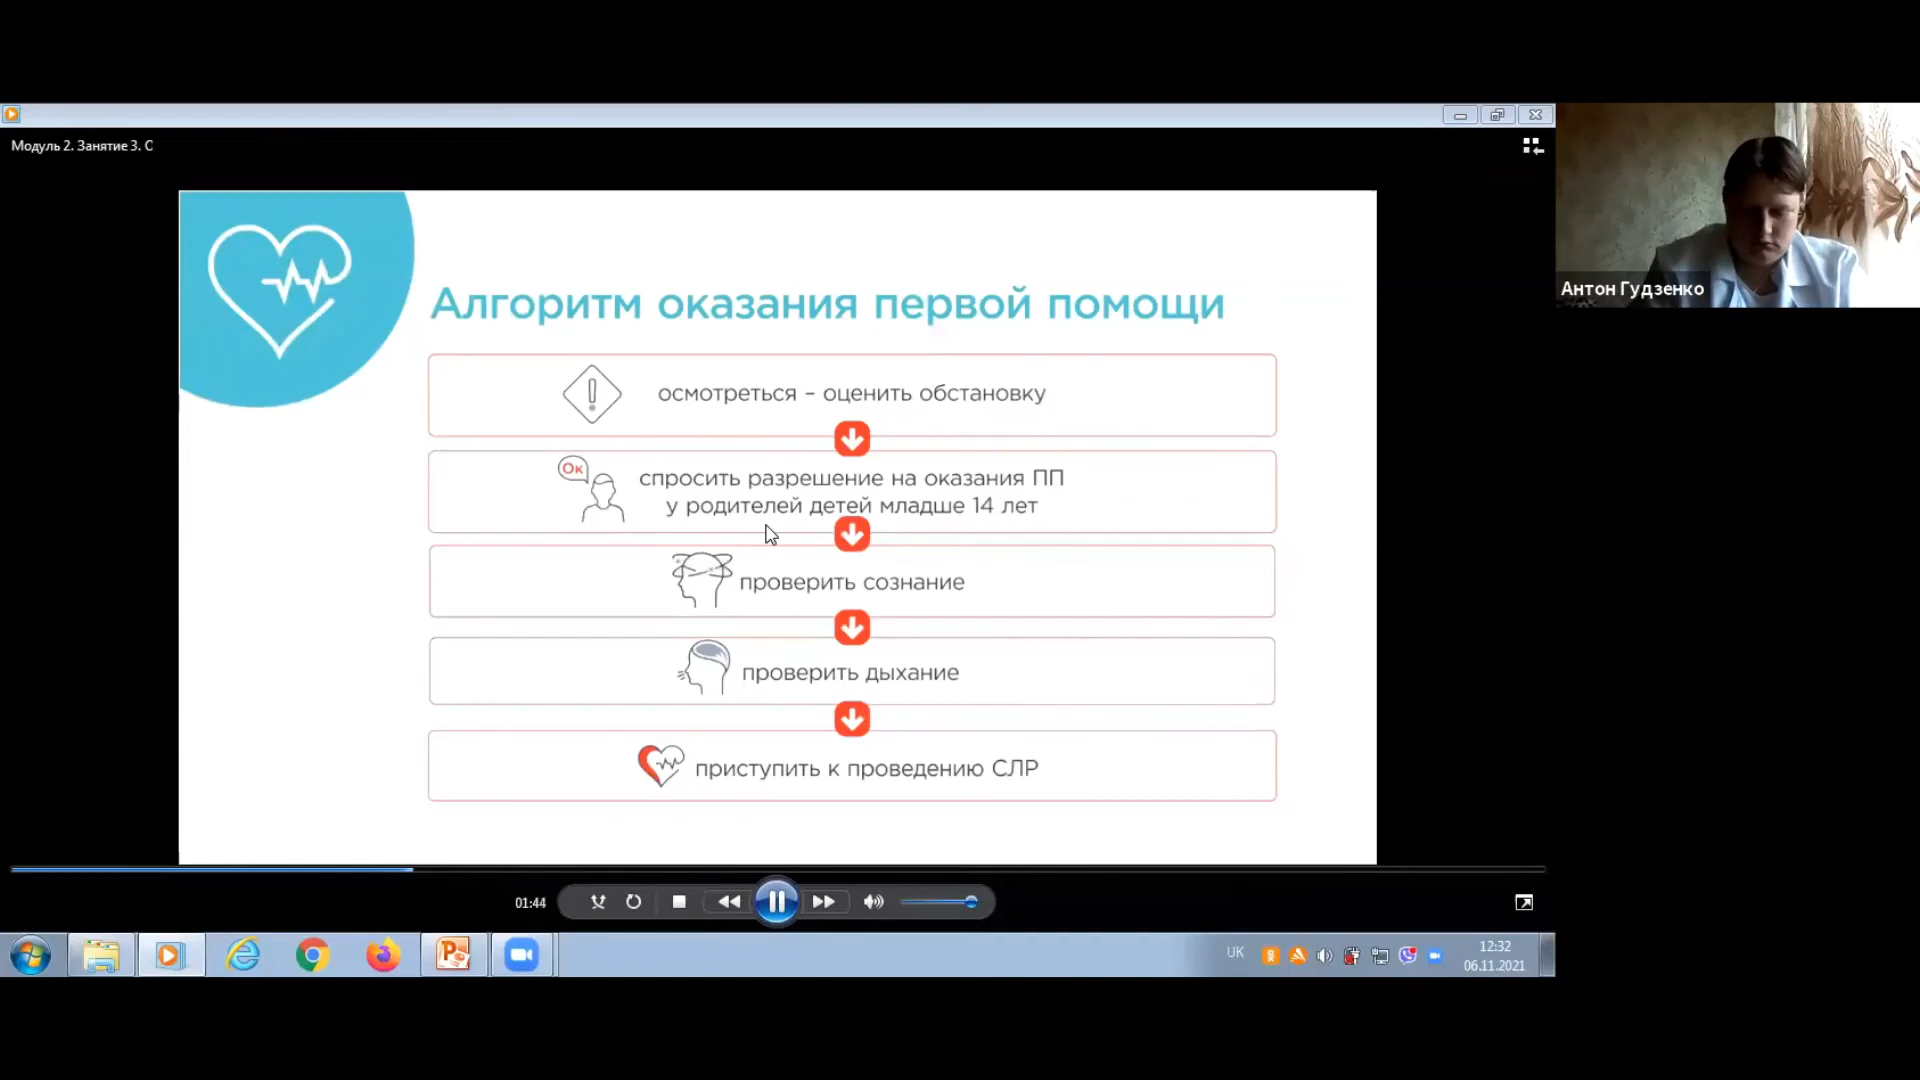 Модуль 2. Занятие 3. С
Алгоритм оказания первой помощи
осмотреться – оценить обстановку
Ок
спросить разрешение на оказания ПП
у родителей детей младше 14 лет
проверить сознание
проверить дыхание
приступить к проведению СЛР
Антон Гудзенко
01:44
UK
12:32
06.11.2021